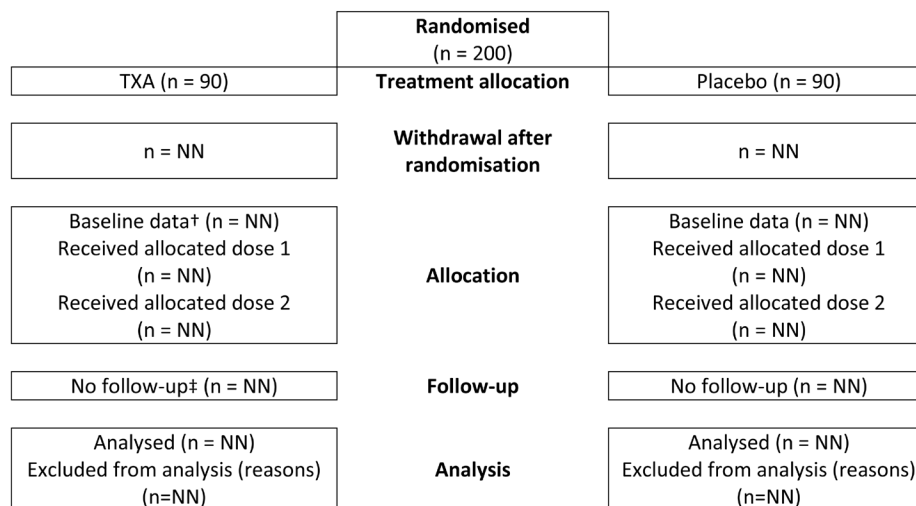 Randomised
(n = 200)
TXA (n = 90)
Treatment allocation
Placebo (n = 90)
n = NN
Withdrawal after
randomisation
n = NN
Baseline data† (n = NN)
Received allocated dose 1
(n = NN)
Received allocated dose 2
(n = NN)
Allocation
Baseline data (n = NN)
Received allocated dose 1
(n = NN)
Received allocated dose 2
(n = NN)
No follow-up‡ (n = NN)
Follow-up
No follow-up (n = NN)
Analysed (n = NN)
Excluded from analysis (reasons)
(n=NN)
Analysis
Analysed (n = NN)
Excluded from analysis (reasons)
(n=NN)